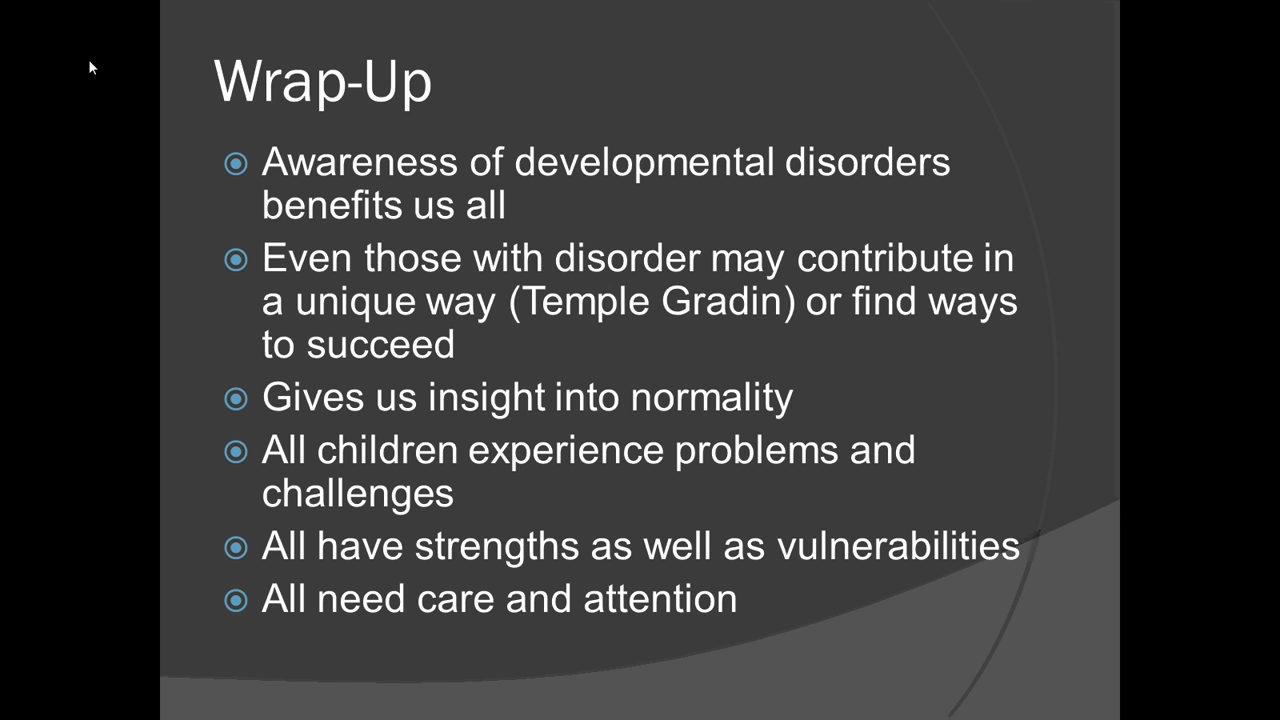 Wrap-Up
Awareness of developmental disorders
benefits us all
Even those with disorder may contribute in
a unique way (Temple Gradin) or find ways
to succeed
Gives us insight into normality
All children experience problems and
challenges
All have strengths as well as vulnerabilities
All need care and attention